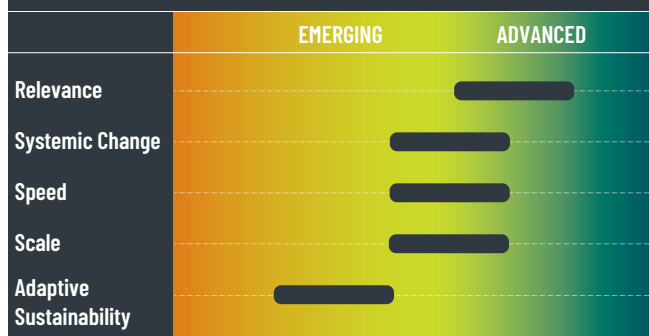 EMERGING ADVANCED
Relevance
Systemic Change
Speed
Scale
Adaptive
Sustainability